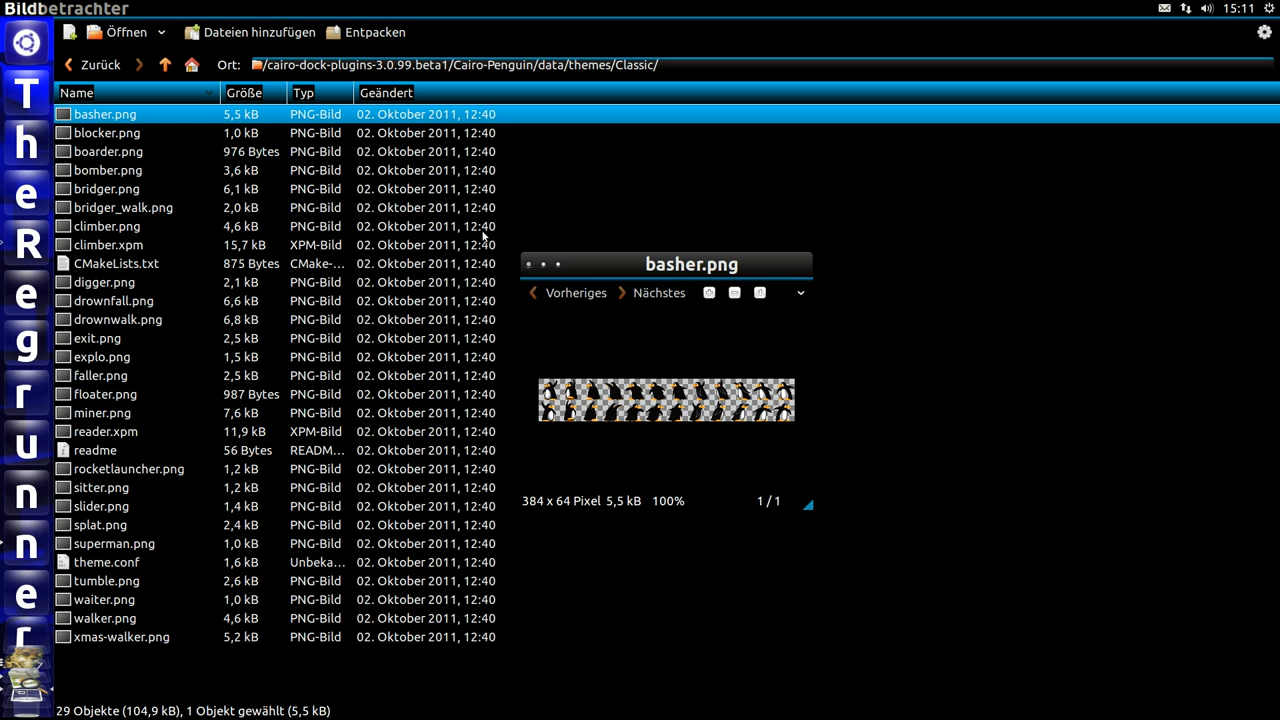 Bildbetrachter
15:11
Öffnen
Dateien hinzufügen
Entpacken
Zurück
Ort:
/cairo-dock-plugins-3.0.99.beta1/Cairo-Penguin/data/themes/Classic/
Name Größe Typ Geändert
basher.png 5,5 kB PNG-Bild 02. Oktober 2011, 12:40
blocker.png 1,0 kB PNG-Bild 02. Oktober 2011, 12:40
boarder.png 976 Bytes PNG-Bild 02. Oktober 2011, 12:40
bomber.png 3,6 kB PNG-Bild 02. Oktober 2011, 12:40
bridger.png 6,1 kB PNG-Bild 02. Oktober 2011, 12:40
bridger_walk.png 2,0 kB PNG-Bild 02. Oktober 2011, 12:40
climber.png 4,6 kB PNG-Bild 02. Oktober 2011, 12:40
climber.xpm 15,7 kB XPM-Bild 02. Oktober 2011, 12:40
CMakeLists.txt 875 Bytes CMake-... 02. Oktober 2011, 12:40
digger.png 2,1 kB PNG-Bild 02. Oktober 2011, 12:40
drownfall.png 6,6 kB PNG-Bild 02. Oktober 2011, 12:40
drownwalk.png 6,8 kB PNG-Bild 02. Oktober 2011, 12:40
exit.png 2,5 kB PNG-Bild 02. Oktober 2011, 12:40
explo.png 1,5 kB PNG-Bild 02. Oktober 2011, 12:40
faller.png 2,5 kB PNG-Bild 02. Oktober 2011, 12:40
floater.png 987 Bytes PNG-Bild 02. Oktober 2011, 12:40
miner.png 7,6 kB PNG-Bild 02. Oktober 2011, 12:40
reader.xpm 11,9 kB XPM-Bild 02. Oktober 2011, 12:40
readme 56 Bytes READM... 02. Oktober 2011, 12:40
rocketlauncher.png 1,2 kB PNG-Bild 02. Oktober 2011, 12:40
sitter.png 1,2 kB PNG-Bild 02. Oktober 2011, 12:40
slider.png 1,4 kB PNG-Bild 02. Oktober 2011, 12:40
splat.png 2,4 kB PNG-Bild 02. Oktober 2011, 12:40
superman.png 1,0 kB PNG-Bild 02. Oktober 2011, 12:40
theme.conf 1,6 kB Unbeka... 02. Oktober 2011, 12:40
tumble.png 2,6 kB PNG-Bild 02. Oktober 2011, 12:40
waiter.png 1,0 kB PNG-Bild 02. Oktober 2011, 12:40
walker.png 4,6 kB PNG-Bild 02. Oktober 2011, 12:40
xmas-walker.png 5,2 kB PNG-Bild 02. Oktober 2011, 12:40
29 Objekte (104,9 kB), 1 Objekt gewählt (5,5 kB)
basher.png
Vorheriges
Nächstes
384 x 64 Pixel 5,5 kB 100% 1 / 1
T
h
e
R
e
g
r
u
n
n
e
r